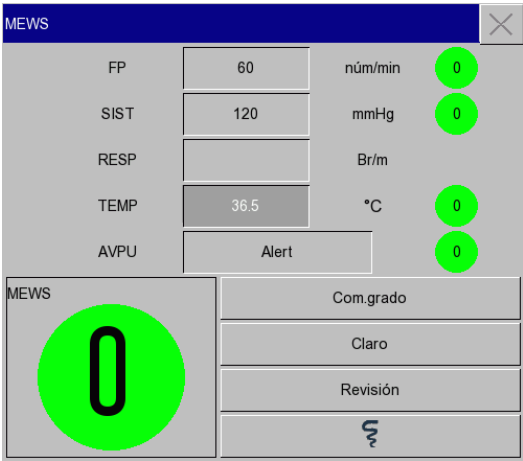 MEWS
FP 60 núm/min 0
SIST 120 mmHg 0
RESP Br/m
TEMP 36.5 °C 0
AVPU Alert 0
MEWS
0
Com.grado
Claro
Revisión